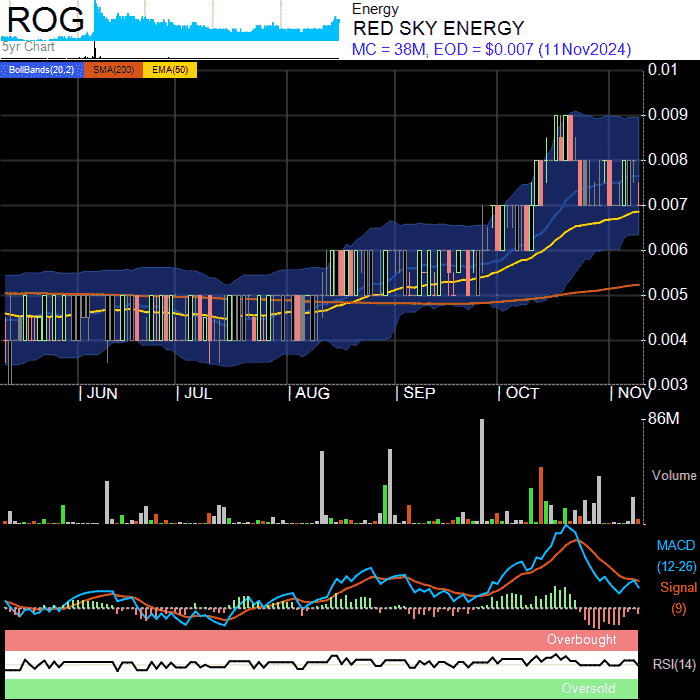 ROG
5yr Chart
Energy
RED SKY ENERGY
MC = 38M, EOD = $0.007 (11Nov2024)
BollBands(20,2) SMA(200) EMA(50)
0.01
0.009
0.008
0.007
0.006
0.005
0.004
0.003
JUN JUL AUG SEP OCT NOV
86M
Volume
MACD
(12-26)
Signal
(9)
Overbought
RSI(14)
Oversold